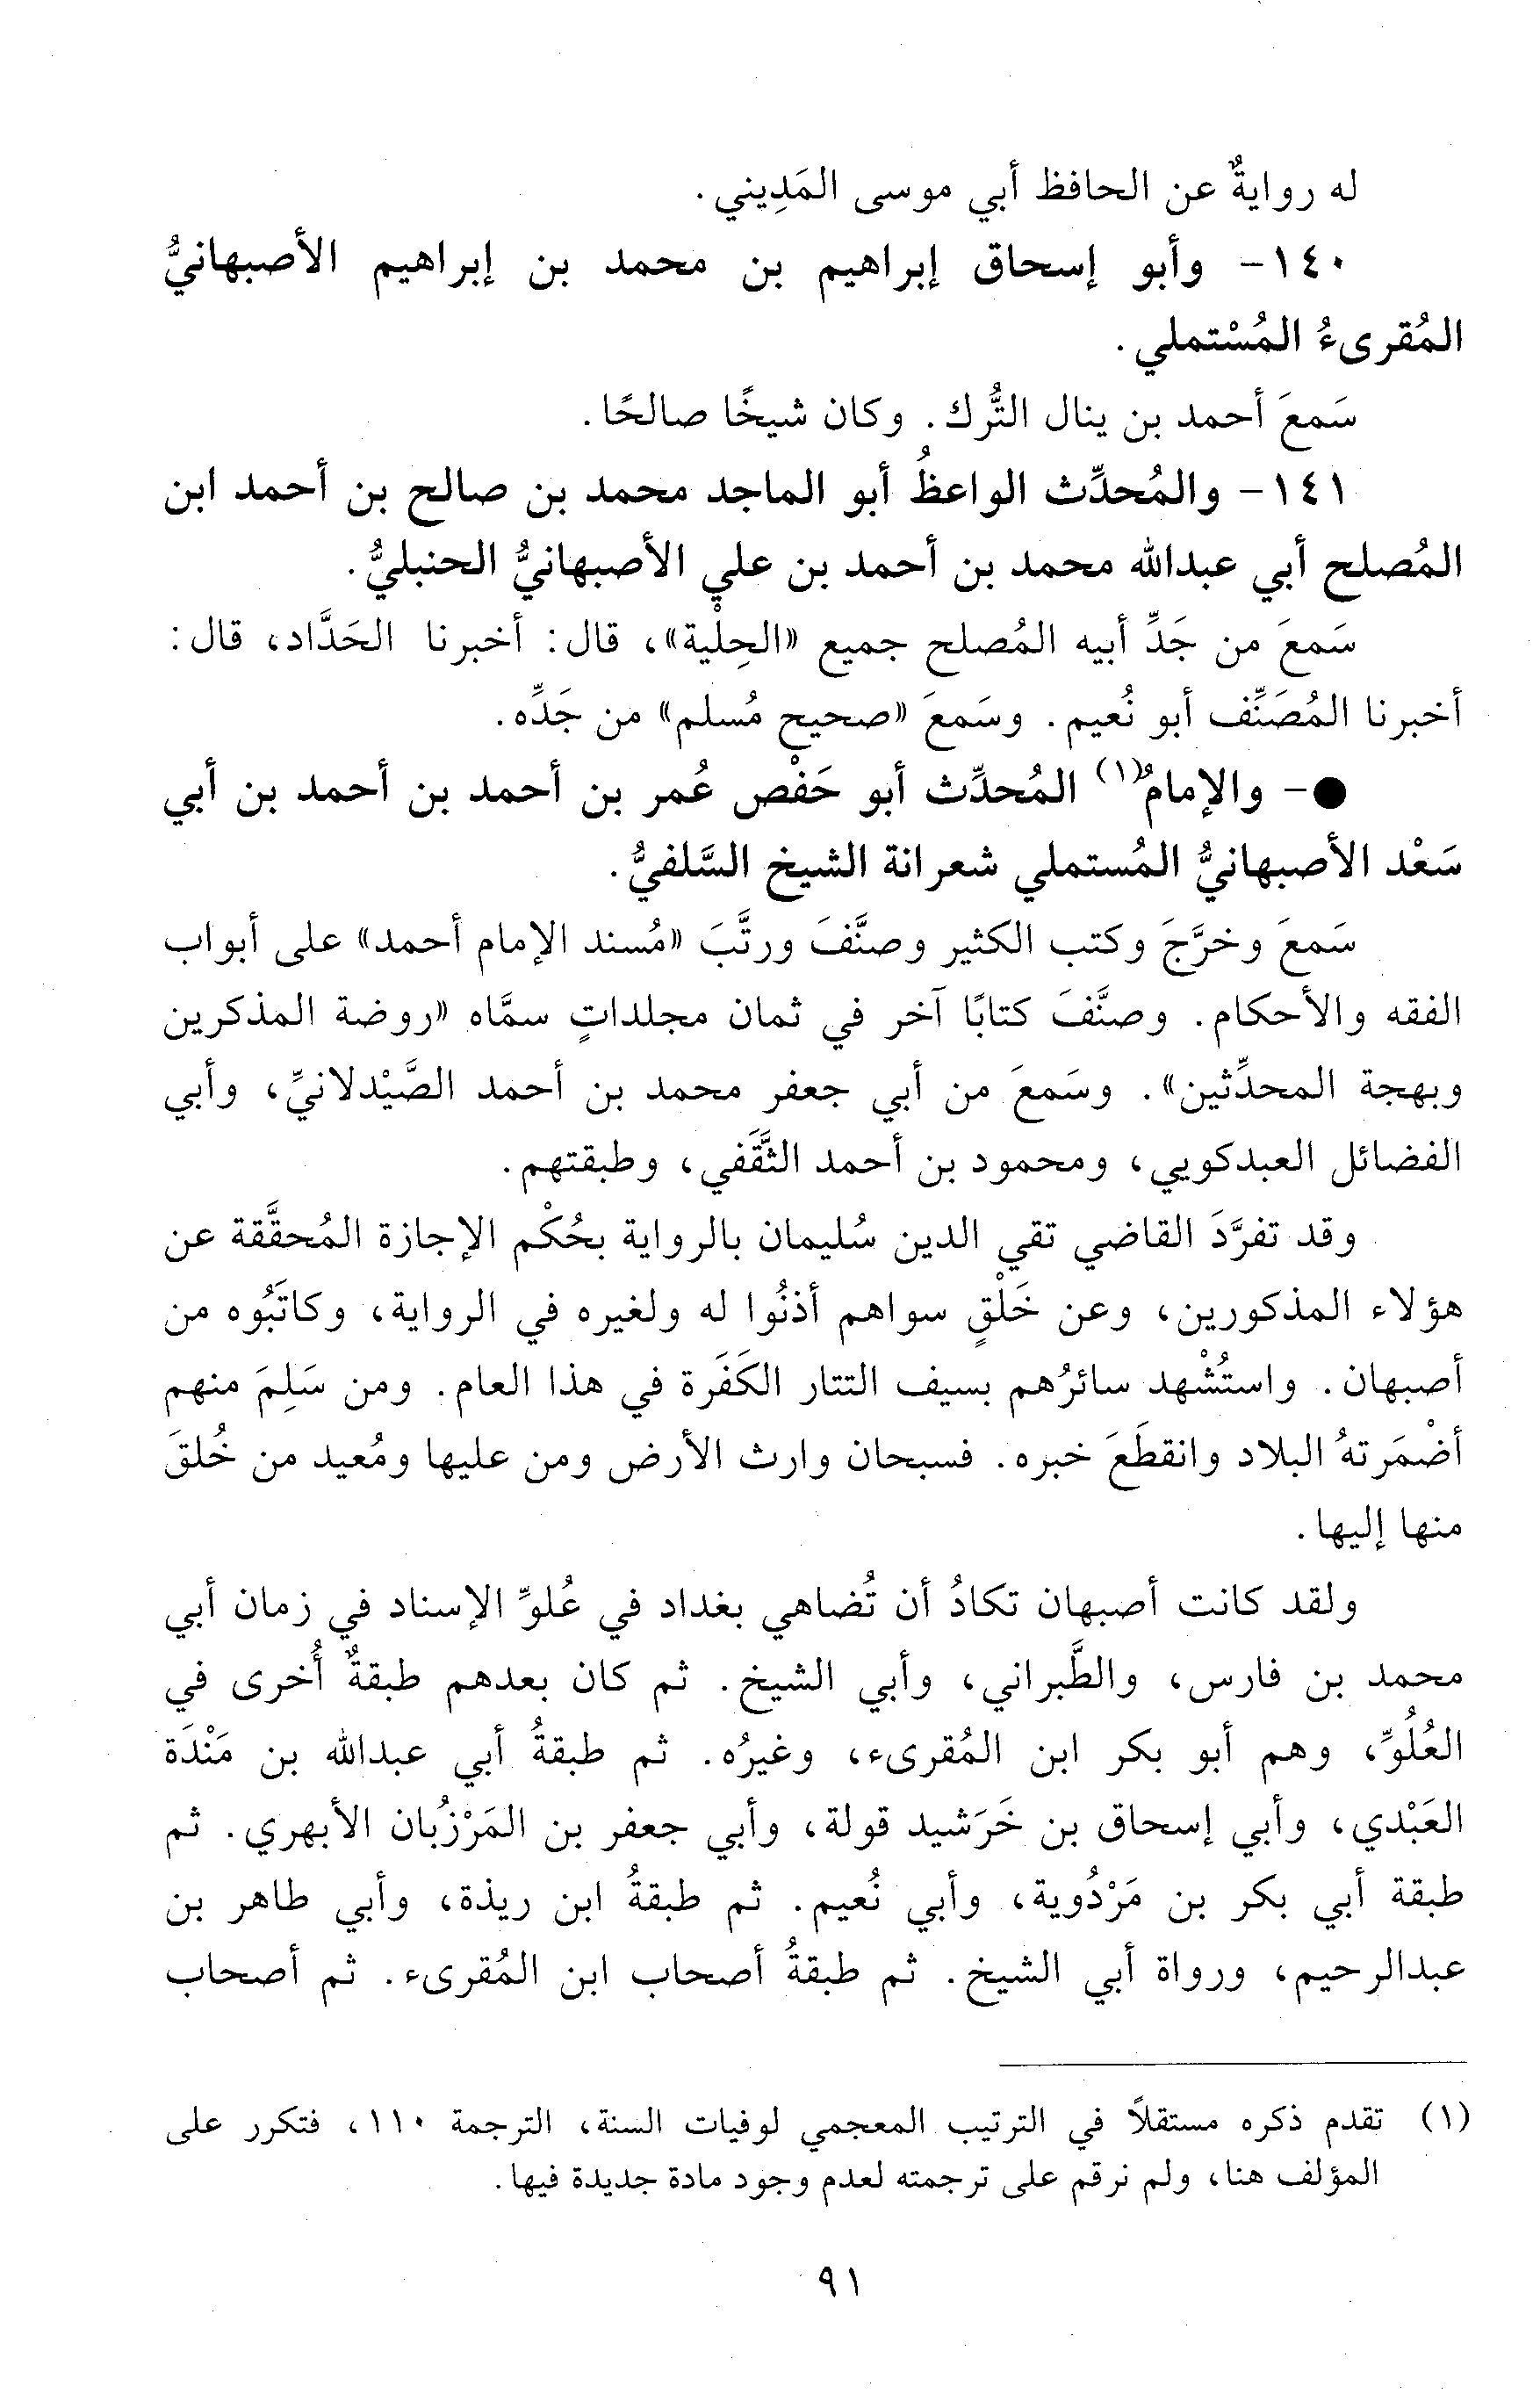 له روايةٌ عن الحافظ أبي موسى المَدِيني.
١٤٠- وأبو إسحاق إبراهيم بن محمد بن إبراهيم الأصبهانيُّ
المُقرىءُ المُسْتملي.
سَمعَ أحمد بن ينال التُّرك. وكان شيخًا صالحًا.
١٤١- والمُحدِّث الواعظُ أبو الماجد محمد بن صالح بن أحمد ابن
المُصلح أبي عبدالله محمد بن أحمد بن علي الأصبهانيُّ الحنبليُّ.
سَمعَ من جَدِّ أبيه المُصلح جميع «الحِلْية»، قال: أخبرنا الحَدَّاد، قال:
أخبرنا المُصَنِّف أبو نُعيم. وسَمعَ «صحيح مُسلم» من جَدِّه.
●- والإمامُ(١) المُحدِّث أبو حَفْص عُمر بن أحمد بن أحمد بن أبي
سَعْد الأصبهانيُّ المُستملي شعرانة الشيخ السَّلفيُّ.
سَمعَ وخرَّجَ وكتب الكثير وصنَّفَ ورتَّبَ «مُسند الإمام أحمد» على أبواب
الفقه والأحكام. وصنَّفَ كتابًا آخر في ثمان مجلداتٍ سمَّاه «روضة المذكرين
وبهجة المحدِّثين». وسَمعَ من أبي جعفر محمد بن أحمد الصَّيْدلانيِّ، وأبي
الفضائل العبدكويي، ومحمود بن أحمد الثَّقَفي، وطبقتهم.
وقد تفرَّدَ القاضي تقي الدين سُليمان بالرواية بحُكْم الإجازة المُحقَّقة عن
هؤلاء المذكورين، وعن خَلْقٍ سواهم أذنُوا له ولغيره في الرواية، وكاتَبُوه من
أصبهان. واستُشْهد سائرُهم بسيف التتار الكَفَرة في هذا العام. ومن سَلِمَ منهم
أضْمَرتهُ البلاد وانقطَعَ خبره. فسبحان وارث الأرض ومن عليها ومُعيد من خُلقَ
منها إليها.
ولقد كانت أصبهان تكادُ أن تُضاهي بغداد في عُلوِّ الإسناد في زمان أبي
محمد بن فارس، والطَّبراني، وأبي الشيخ. ثم كان بعدهم طبقةٌ أُخرى في
العُلُوِّ، وهم أبو بكر ابن المُقرىء، وغيرُه. ثم طبقةُ أبي عبدالله بن مَنْدَة
العَبْدي، وأبي إسحاق بن خَرَشيد قولة، وأبي جعفر بن المَرْزُبان الأبهري. ثم
طبقة أبي بكر بن مَرْدُوية، وأبي نُعيم. ثم طبقةُ ابن ريذة، وأبي طاهر بن
عبدالرحيم، ورواة أبي الشيخ. ثم طبقةُ أصحاب ابن المُقرىء. ثم أصحاب
(١) تقدم ذكره مستقلاً في الترتيب المعجمي لوفيات السنة، الترجمة ١١٠، فتكرر على
المؤلف هنا، ولم نرقم على ترجمته لعدم وجود مادة جديدة فيها.
٩١